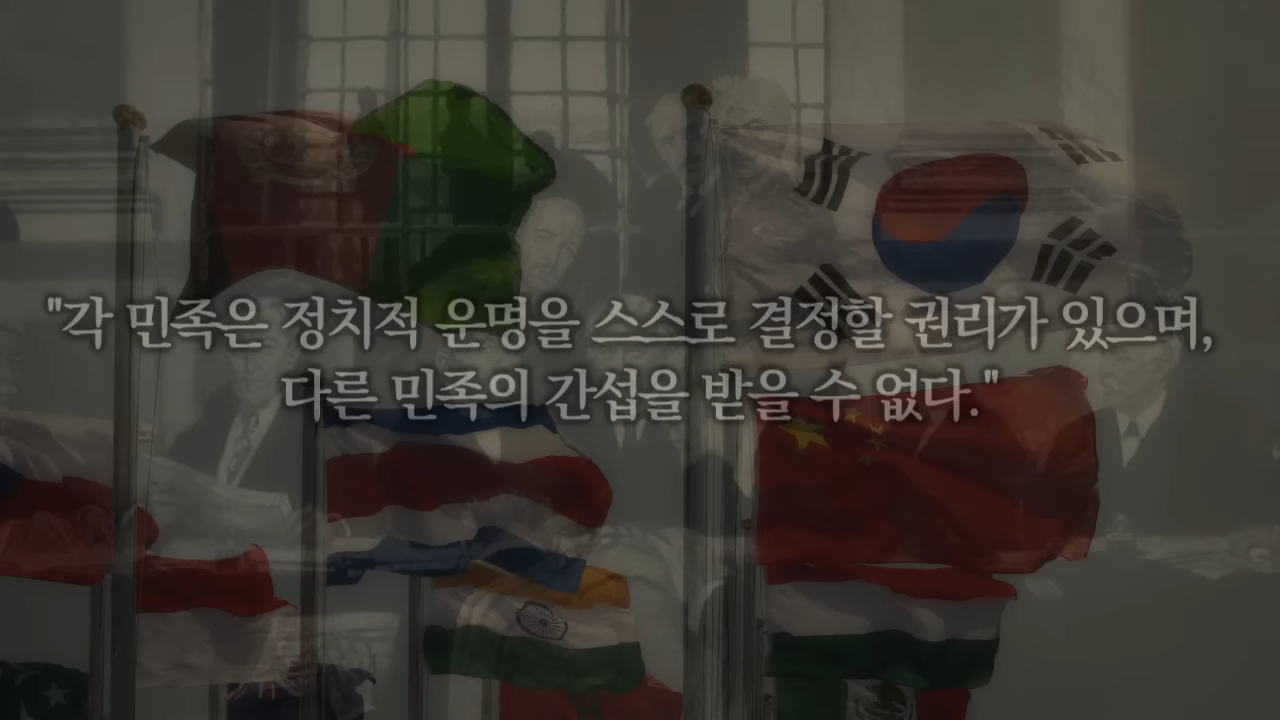 "각 민족은 정치적 운명을 스스로 결정할 권리가 있으며,
다른 민족의 간섭을 받을 수 없다."